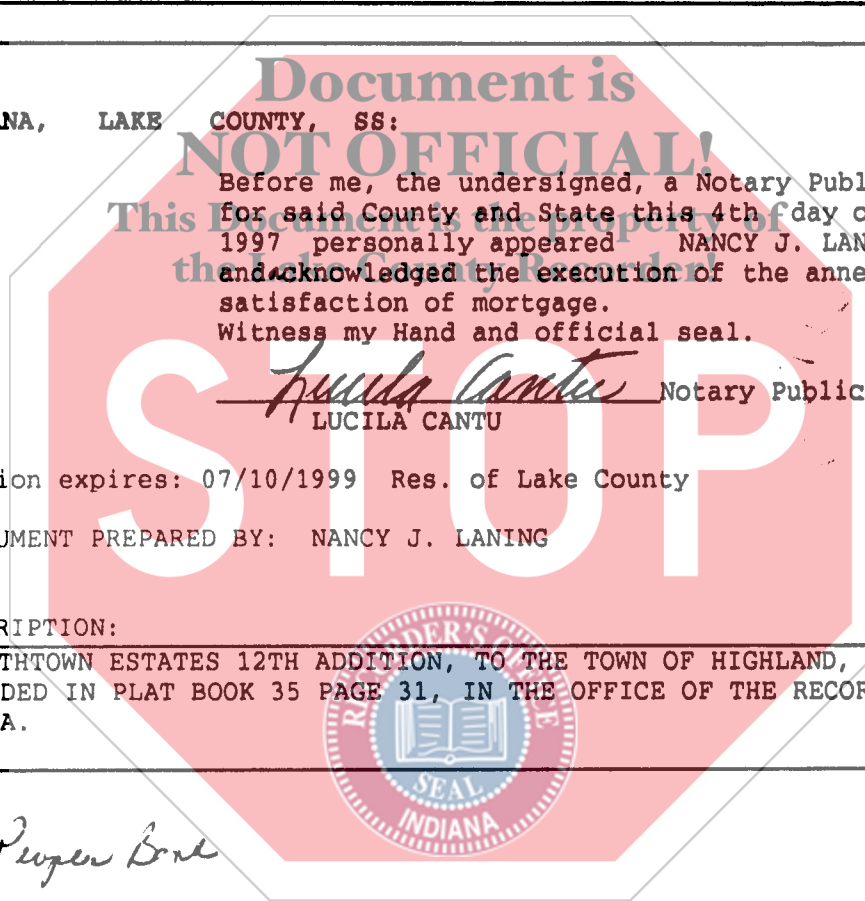 Document is
NA, LAKE COUNTY, SS:
NOT OFFICIAL!
Before me, the undersigned, a Notary Publ
This Document is the property of
for said County and State this 4th day o
1997 personally appeared NANCY J. LAN
the Lake County Recorder!
and acknowledged the execution of the anne
satisfaction of mortgage.
Witness my Hand and official seal.
Lucila Cantu Notary Public
LUCILA CANTU
STOP
ion expires: 07/10/1999 Res. of Lake County
UMENT PREPARED BY: NANCY J. LANING
RIPTION:
RECORDER'S OFFICE
THTOWN ESTATES 12TH ADDITION, TO THE TOWN OF HIGHLAND,
DED IN PLAT BOOK 35 PAGE 31, IN THE OFFICE OF THE RECOR
A.
SEAL
INDIANA
Peoples Bank